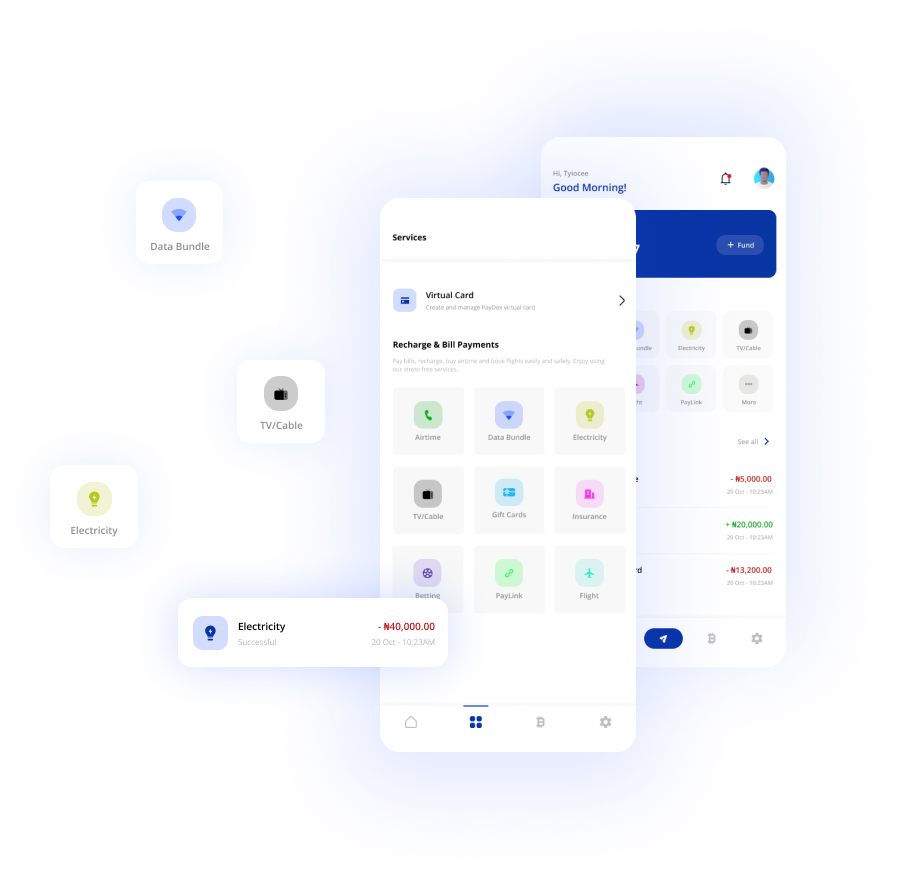 Hi, Tyiocee
Good Morning!
+ Fund
Electricity
TV/Cable
PayLink
More
See all
- ₦5,000.00
20 Oct - 10:23AM
+ ₦20,000.00
20 Oct - 10:23AM
- ₦13,200.00
20 Oct - 10:23AM
Services
Virtual Card
Create and manage PayDex virtual card
Recharge & Bill Payments
Pay bills, recharge, buy airtime and book flights easily and safely. Enjoy using
our stress free services.
Airtime
Data Bundle
Electricity
TV/Cable
Gift Cards
Insurance
Betting
PayLink
Flight
Data Bundle
TV/Cable
Electricity
Electricity
- ₦40,000.00
Successful
20 Oct - 10:23AM